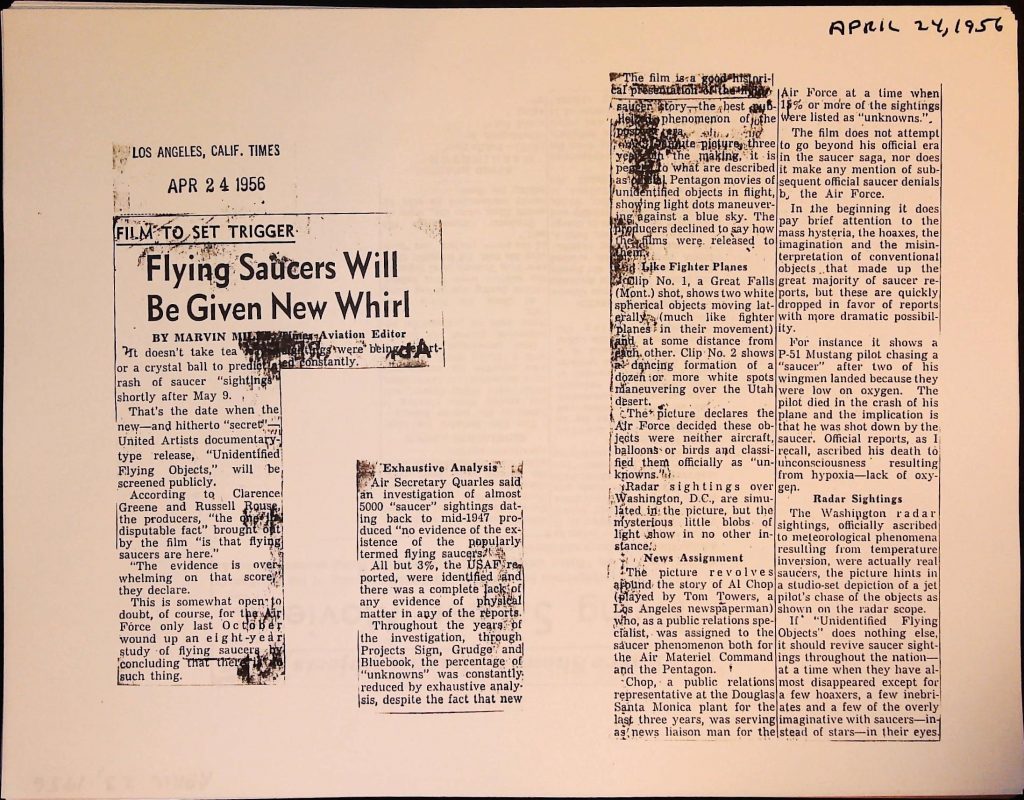 APRIL 24, 1956
LOS ANGELES, CALIF. TIMES
APR 24 1956
FILM TO SET TRIGGER
Flying Saucers Will
Be Given New Whirl
BY MARVIN Aviation Editor
It doesn't take tea
or a crystal ball to predict
rash of saucer "sightings"
shortly after May 9.
That's the date when the
new—and hitherto "secret"—
United Artists documentary-
type release, "Unidentified
Flying Objects," will be
screened publicly.
According to Clarence
Greene and Russell Rouse,
the producers, "the
disputable fact" brought out
by the film "is that flying
saucers are here."
"The evidence is over-
whelming on that score,"
they declare.
This is somewhat open to
doubt, of course, for the Air
Force only last October
wound up an eight-year
study of flying saucers by
concluding that there is no
such thing.
were being
constantly.
Exhaustive Analysis
Air Secretary Quarles said
an investigation of almost
5000 "saucer" sightings dat-
ing back to mid-1947 pro-
duced "no evidence of the ex-
istence of the popularly
termed flying saucers."
All but 3%, the USAF re-
ported, were identified and
there was a complete lack of
any evidence of physical
matter in any of the reports.
Throughout the years of
the investigation, through
Projects Sign, Grudge and
Bluebook, the percentage of
"unknowns" was constantly
reduced by exhaustive analy-
sis, despite the fact that new
The film is a good histori-
cal presentation of the
saucer story—the best pub-
phenomenon of the
era.
picture, three
in the making, it is
to what are described
as Pentagon movies of
unidentified objects in flight,
showing light dots maneuver-
ing against a blue sky. The
producers declined to say how
the films were released to
them.
Like Fighter Planes
Clip No. 1, a Great Falls
(Mont.) shot, shows two white
spherical objects moving lat-
erally (much like fighter
planes in their movement)
and at some distance from
each other. Clip No. 2 shows
a dancing formation of a
dozen or more white spots
maneuvering over the Utah
desert.
The picture declares the
Air Force decided these ob-
jects were neither aircraft,
balloons or birds and classi-
fied them officially as "un-
knowns."
Radar sightings over
Washington, D.C., are simu-
lated in the picture, but the
mysterious little blobs of
light show in no other in-
stance.
News Assignment
The picture revolves
around the story of Al Chop
(played by Tom Towers, a
Los Angeles newspaperman)
who, as a public relations spe-
cialist, was assigned to the
saucer phenomenon both for
the Air Materiel Command
and the Pentagon.
Chop, a public relations
representative at the Douglas
Santa Monica plant for the
last three years, was serving
as news liaison man for the
Air Force at a time when
15% or more of the sightings
were listed as "unknowns."
The film does not attempt
to go beyond his official era
in the saucer saga, nor does
it make any mention of sub-
sequent official saucer denials
by the Air Force.
In the beginning it does
pay brief attention to the
mass hysteria, the hoaxes, the
imagination and the misin-
terpretation of conventional
objects that made up the
great majority of saucer re-
ports, but these are quickly
dropped in favor of reports
with more dramatic possibil-
ity.
For instance it shows a
P-51 Mustang pilot chasing a
"saucer" after two of his
wingmen landed because they
were low on oxygen. The
pilot died in the crash of his
plane and the implication is
that he was shot down by the
saucer. Official reports, as I
recall, ascribed his death to
unconsciousness resulting
from hypoxia—lack of oxy-
gen.
Radar Sightings
The Washington radar
sightings, officially ascribed
to meteorological phenomena
resulting from temperature
inversion, were actually real
saucers, the picture hints in
a studio-set depiction of a jet
pilot's chase of the objects as
shown on the radar scope.
If "Unidentified Flying
Objects" does nothing else,
it should revive saucer sight-
ings throughout the nation—
at a time when they have al-
most disappeared except for
a few hoaxers, a few inebri-
ates and a few of the overly
imaginative with saucers—in-
stead of stars—in their eyes.